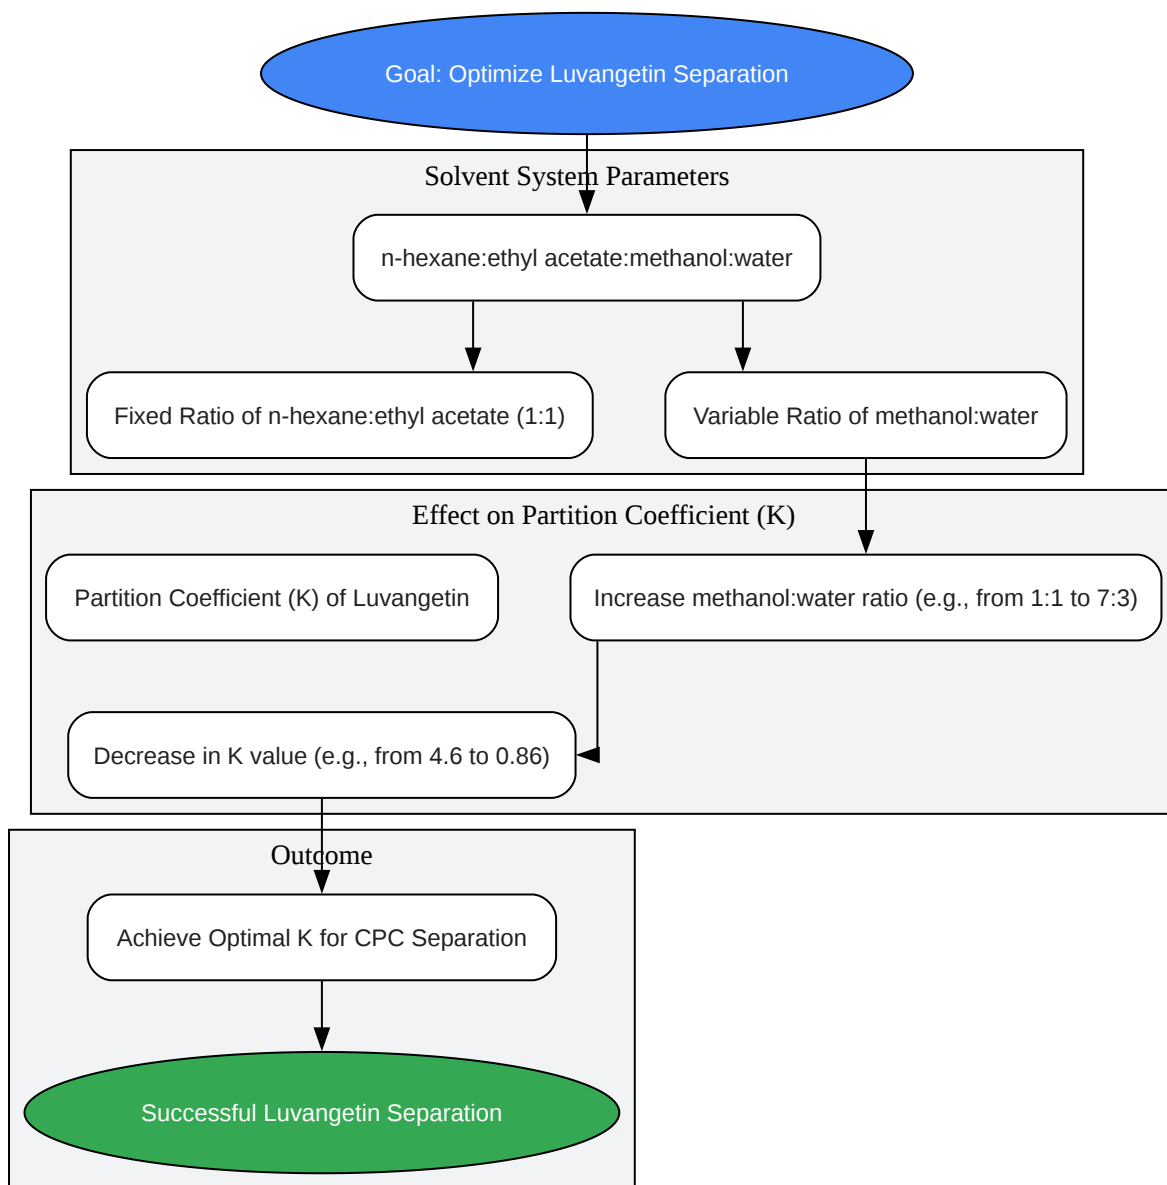 Goal: Optimize Luvangetin Separation
Solvent System Parameters
n-hexane:ethyl acetate:methanol:water
Fixed Ratio of n-hexane:ethyl acetate (1:1)
Variable Ratio of methanol:water
Effect on Partition Coefficient (K)
Partition Coefficient (K) of Luvangetin
Increase methanol:water ratio (e.g., from 1:1 to 7:3)
Decrease in K value (e.g., from 4.6 to 0.86)
Outcome
Achieve Optimal K for CPC Separation
Successful Luvangetin Separation